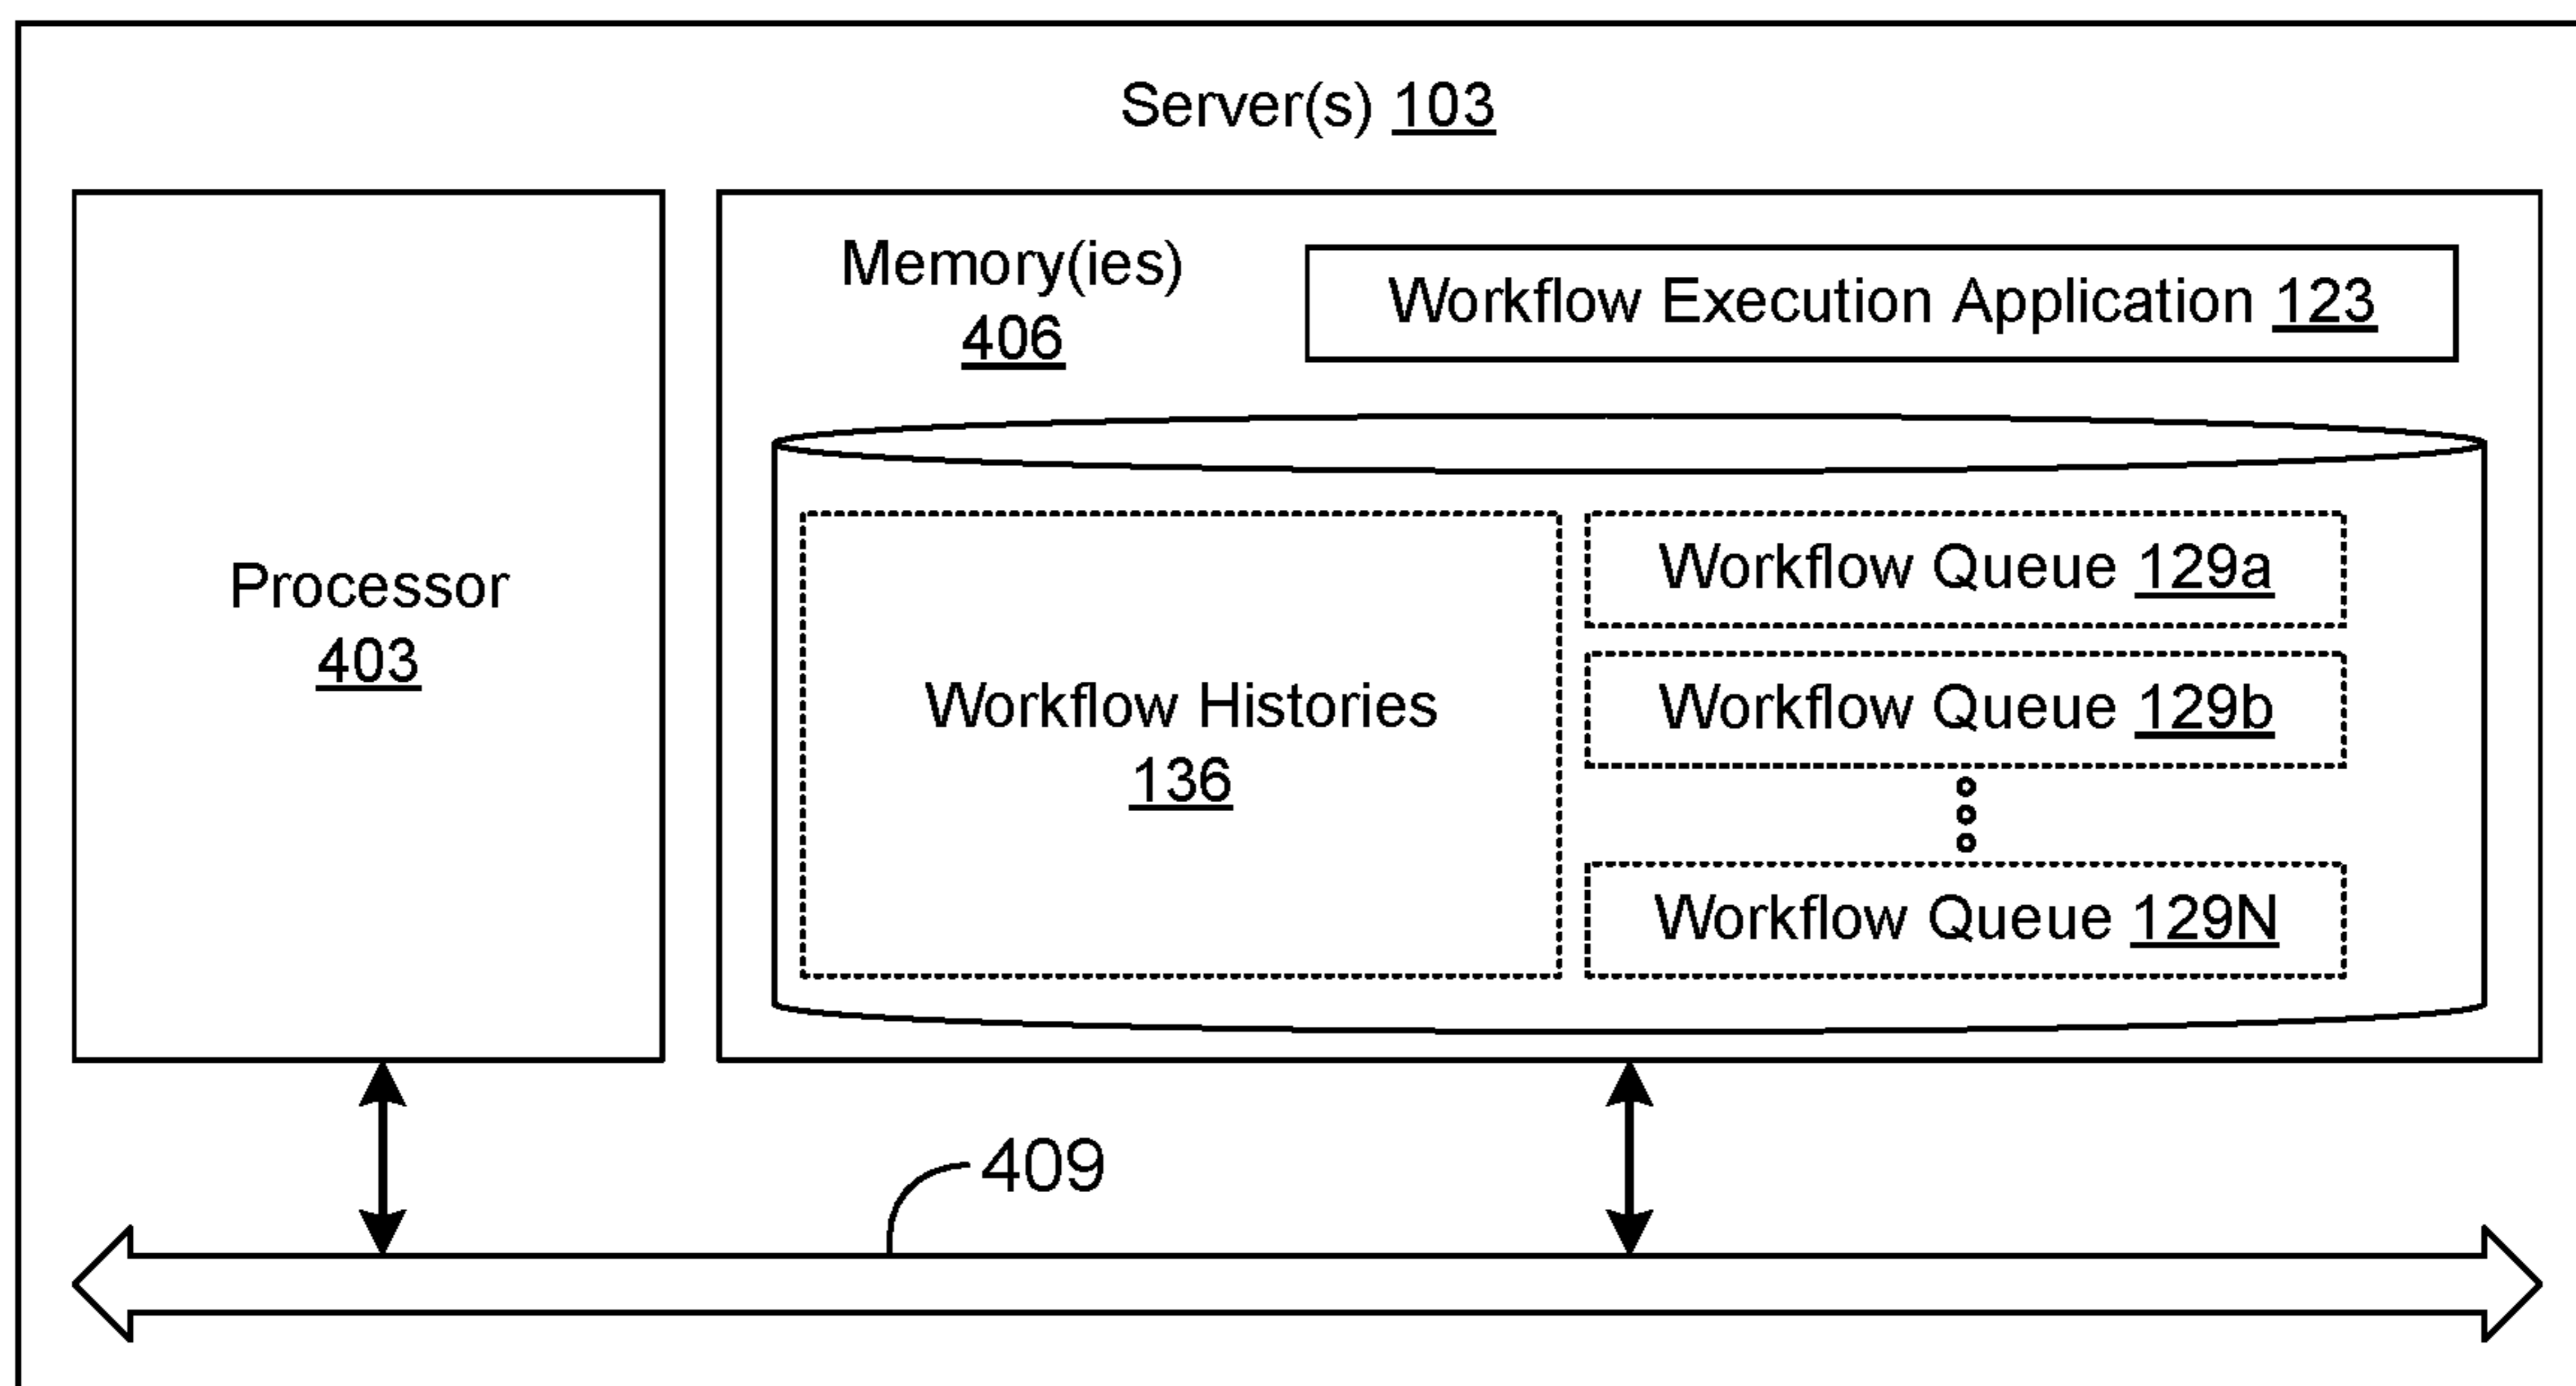 Server(s) 103
Processor
403
Memory(ies)
406
Workflow Execution Application 123
Workflow Histories
136
Workflow Queue 129a
Workflow Queue 129b
Workflow Queue 129N
409